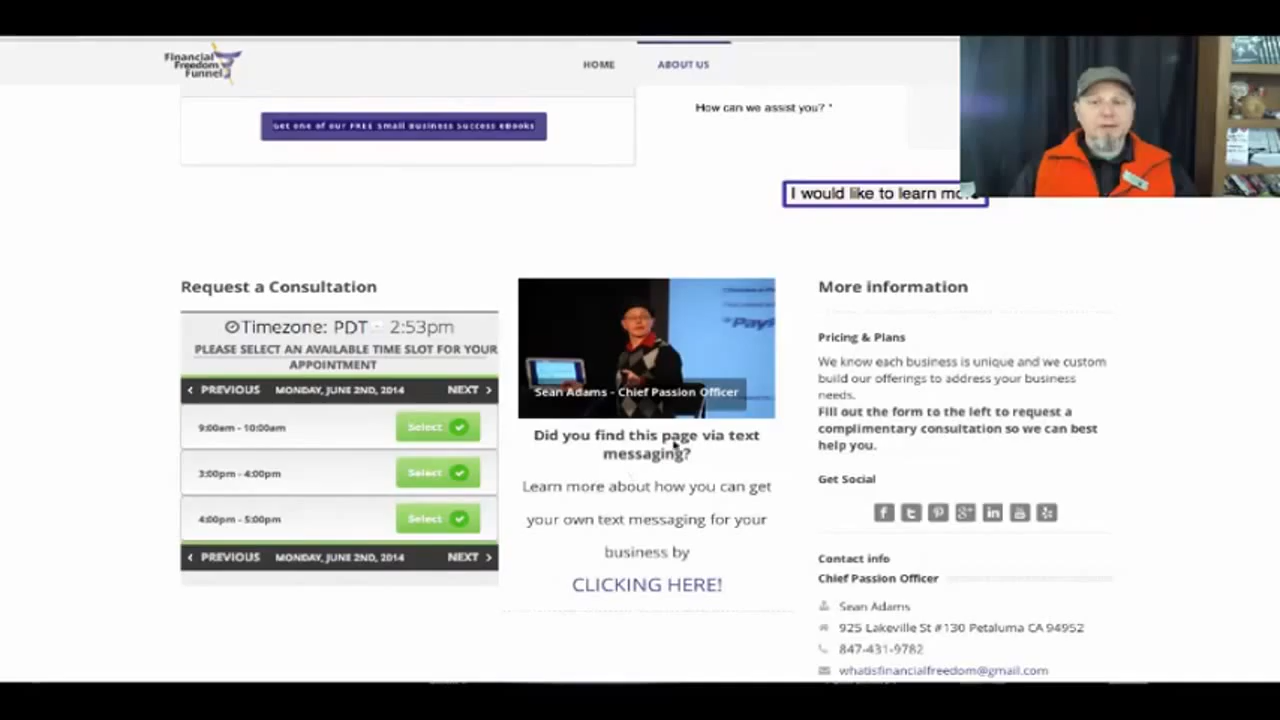 Financial
Freedom
Funnel
HOME
ABOUT US
How can we assist you? *
Get one of our FREE Small Business Success eBooks
I would like to learn more
Request a Consultation
Timezone: PDT - 2:53pm
PLEASE SELECT AN AVAILABLE TIME SLOT FOR YOUR
APPOINTMENT
PREVIOUS MONDAY, JUNE 2ND, 2014 NEXT
9:00am - 10:00am Select
3:00pm - 4:00pm Select
4:00pm - 5:00pm Select
PREVIOUS MONDAY, JUNE 2ND, 2014 NEXT
Sean Adams - Chief Passion Officer
Did you find this page via text
messaging?
Learn more about how you can get
your own text messaging for your
business by
CLICKING HERE!
More information
Pricing & Plans
We know each business is unique and we custom
build our offerings to address your business
needs.
Fill out the form to the left to request a
complimentary consultation so we can best
help you.
Get Social
Contact info
Chief Passion Officer
Sean Adams
925 Lakeville St #130 Petaluma CA 94952
847-431-9782
whatisfinancialfreedom@gmail.com